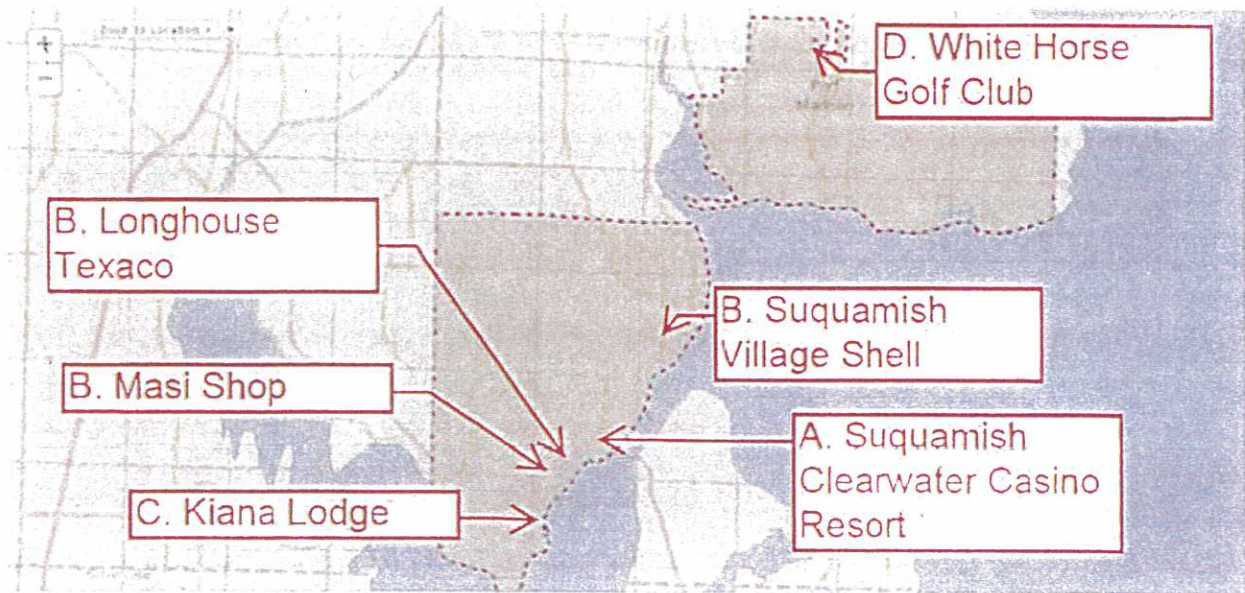 D. White Horse
Golf Club
B. Longhouse
Texaco
B. Suquamish
Village Shell
B. Masi Shop
A. Suquamish
Clearwater Casino
Resort
C. Kiana Lodge